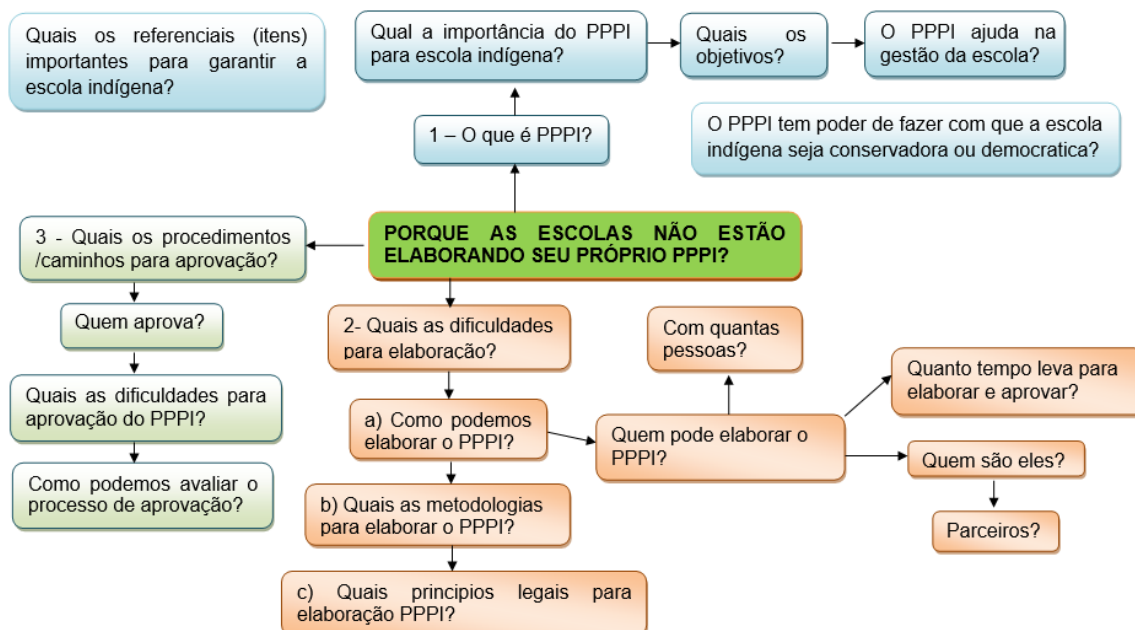 Quais os referenciais (itens)
importantes para garantir a
escola indígena?
Qual a importância do PPPI
para escola indígena?
Quais os
objetivos?
O PPPI ajuda na
gestão da escola?
1 – O que é PPPI?
O PPPI tem poder de fazer com que a escola
indígena seja conservadora ou democratica?
PORQUE AS ESCOLAS NÃO ESTÃO
ELABORANDO SEU PRÓPRIO PPPI?
3 - Quais os procedimentos
/caminhos para aprovação?
Quem aprova?
Quais as dificuldades para
aprovação do PPPI?
Como podemos avaliar o
processo de aprovação?
2- Quais as dificuldades
para elaboração?
a) Como podemos
elaborar o PPPI?
b) Quais as metodologias
para elaborar o PPPI?
c) Quais principios legais para
elaboração PPPI?
Com quantas
pessoas?
Quem pode elaborar o
PPPI?
Quanto tempo leva para
elaborar e aprovar?
Quem são eles?
Parceiros?